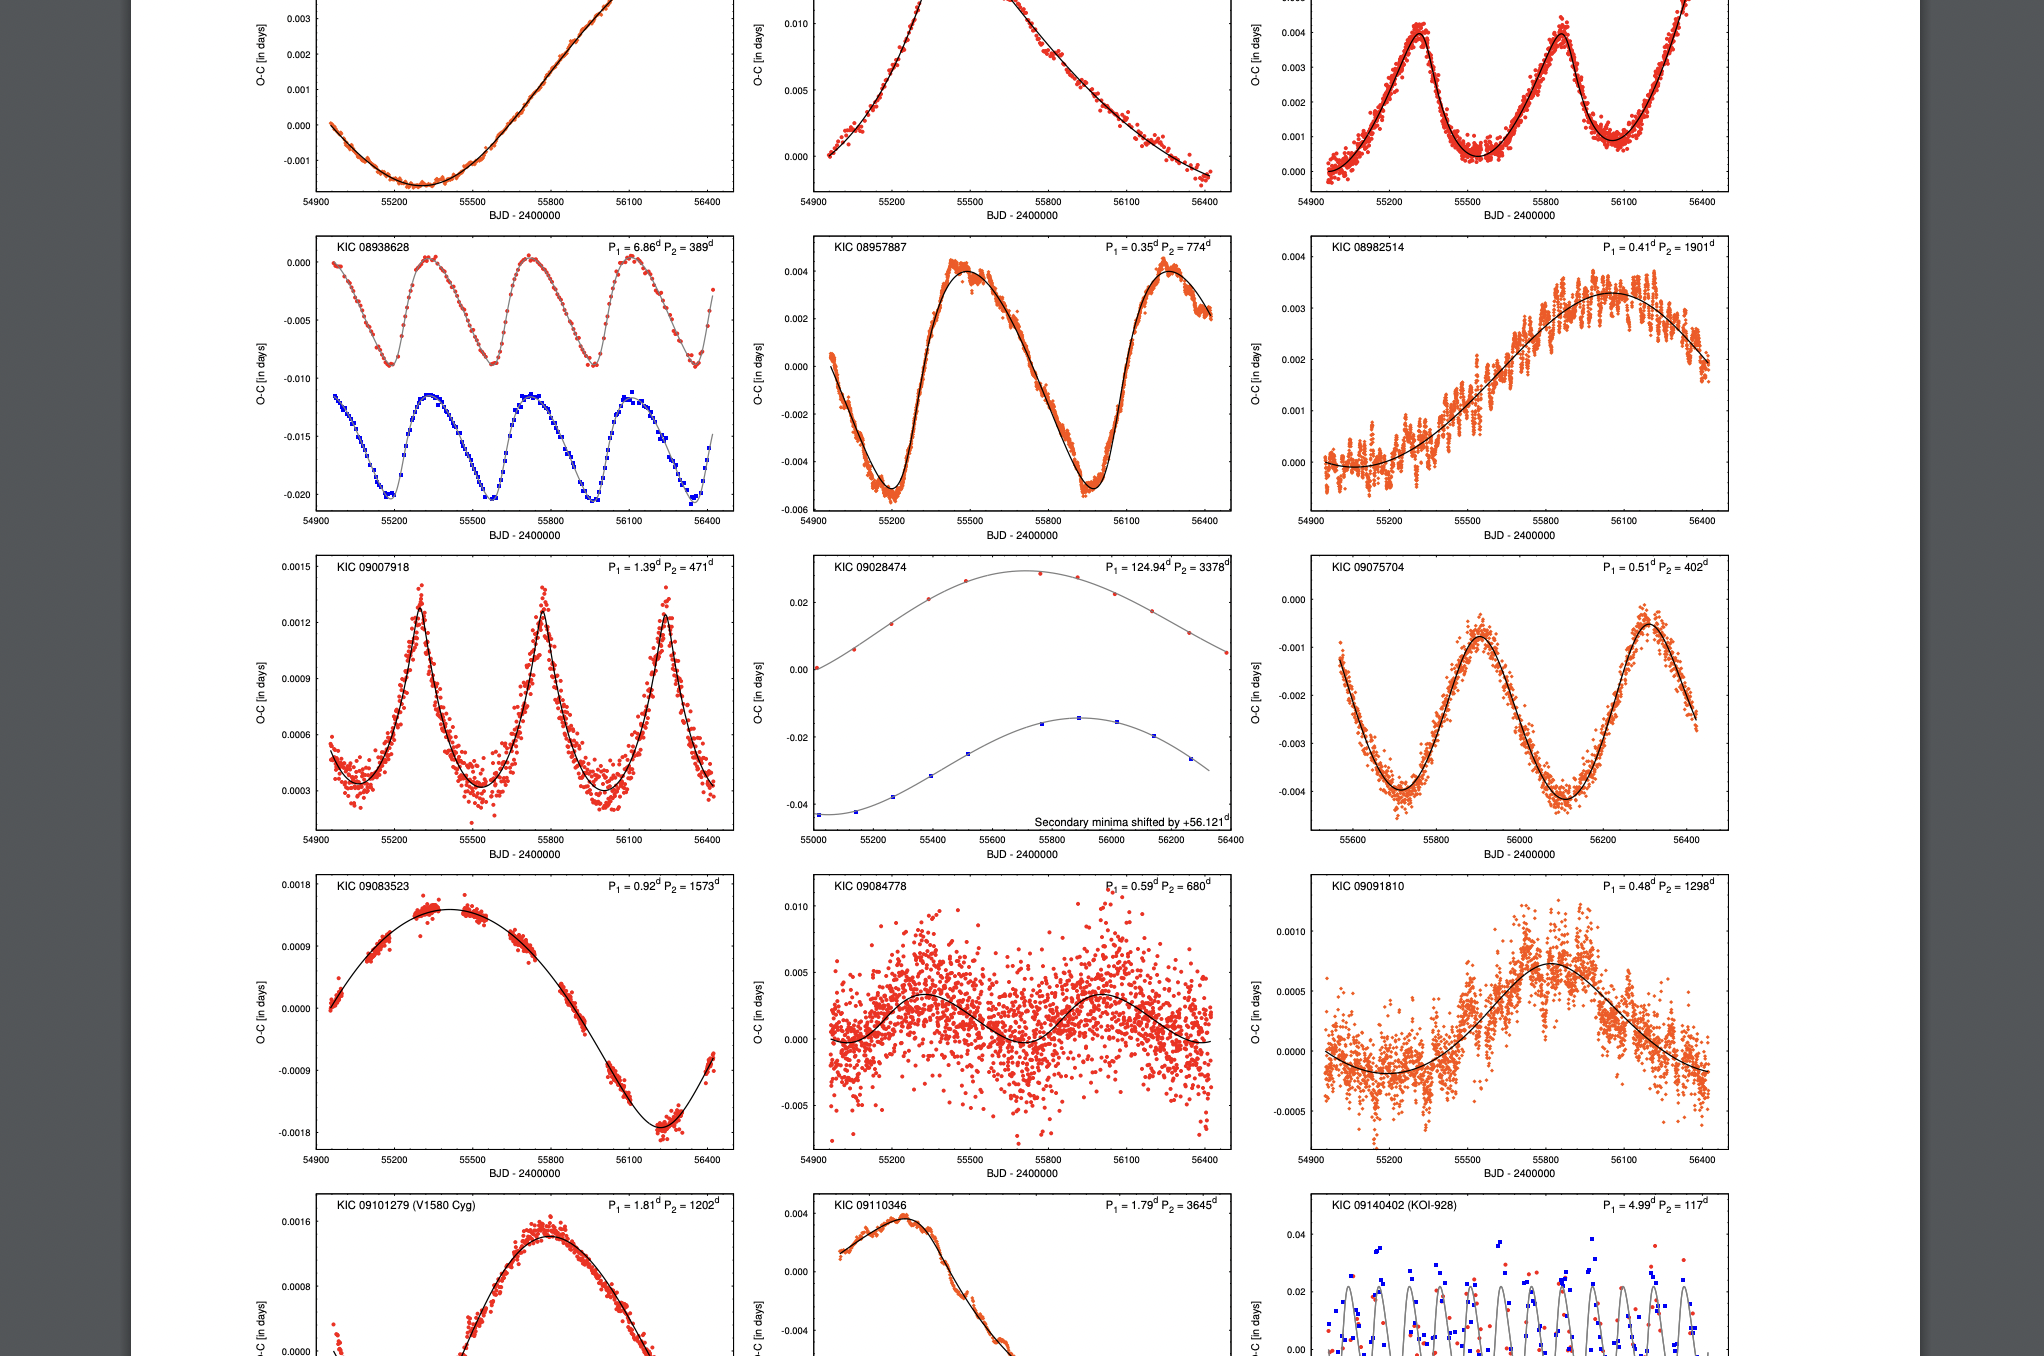 0.003
0.002
0.001
0.000
-0.001
O-C [in days]
54900 55200 55500 55800 56100 56400
BJD - 2400000
0.010
0.005
0.000
O-C [in days]
54900 55200 55500 55800 56100 56400
BJD - 2400000
0.004
0.003
0.002
0.001
0.000
O-C [in days]
54900 55200 55500 55800 56100 56400
BJD - 2400000
KIC 08938628 P1 = 6.86d P2 = 389d
0.000
-0.005
-0.010
-0.015
-0.020
O-C [in days]
54900 55200 55500 55800 56100 56400
BJD - 2400000
KIC 08957887 P1 = 0.35d P2 = 774d
0.004
0.002
0.000
-0.002
-0.004
-0.006
O-C [in days]
54900 55200 55500 55800 56100 56400
BJD - 2400000
KIC 08982514 P1 = 0.41d P2 = 1901d
0.004
0.003
0.002
0.001
0.000
O-C [in days]
54900 55200 55500 55800 56100 56400
BJD - 2400000
KIC 09007918 P1 = 1.39d P2 = 471d
0.0015
0.0012
0.0009
0.0006
0.0003
O-C [in days]
54900 55200 55500 55800 56100 56400
BJD - 2400000
KIC 09028474 P1 = 124.94d P2 = 3378d
0.02
0.00
-0.02
-0.04
O-C [in days]
Secondary minima shifted by +56.121d
55000 55200 55400 55600 55800 56000 56200 56400
BJD - 2400000
KIC 09075704 P1 = 0.51d P2 = 402d
0.000
-0.001
-0.002
-0.003
-0.004
O-C [in days]
55600 55800 56000 56200 56400
BJD - 2400000
KIC 09083523 P1 = 0.92d P2 = 1573d
0.0018
0.0009
0.0000
-0.0009
-0.0018
O-C [in days]
54900 55200 55500 55800 56100 56400
BJD - 2400000
KIC 09084778 P1 = 0.59d P2 = 680d
0.010
0.005
0.000
-0.005
O-C [in days]
54900 55200 55500 55800 56100 56400
BJD - 2400000
KIC 09091810 P1 = 0.48d P2 = 1298d
0.0010
0.0005
0.0000
-0.0005
O-C [in days]
54900 55200 55500 55800 56100 56400
BJD - 2400000
KIC 09101279 (V1580 Cyg) P1 = 1.81d P2 = 1202d
0.0016
0.0008
0.0000
-C [in days]
KIC 09110346 P1 = 1.79d P2 = 3645d
0.004
0.000
-0.004
-C [in days]
KIC 09140402 (KOI-928) P1 = 4.99d P2 = 117d
0.04
0.02
0.00
-C [in days]